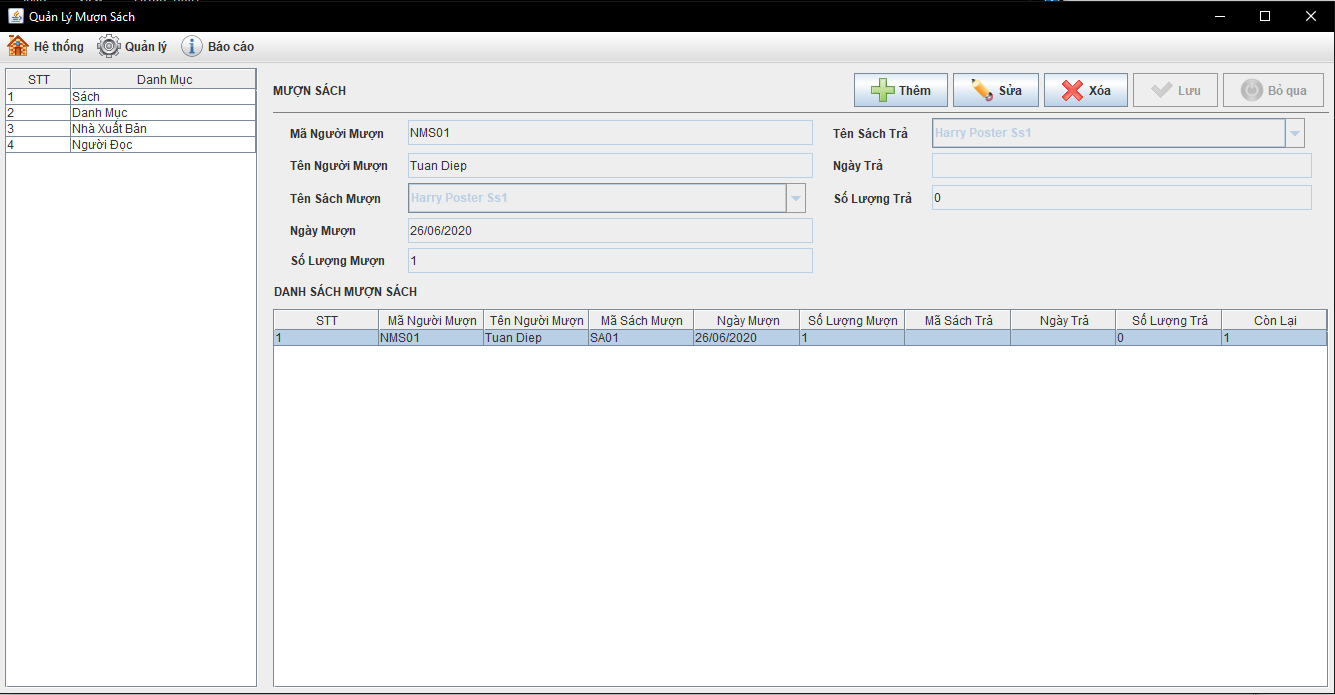 Quản Lý Mượn Sách
Hệ thống Quản lý Báo cáo
STT Danh Mục
1 Sách
2 Danh Mục
3 Nhà Xuất Bản
4 Người Đọc
MƯỢN SÁCH Thêm Sửa Xóa Lưu Bỏ qua
Mã Người Mượn NMS01 Tên Sách Trả Harry Poster Ss1
Tên Người Mượn Tuan Diep Ngày Trả
Tên Sách Mượn Harry Poster Ss1 Số Lượng Trả 0
Ngày Mượn 26/06/2020
Số Lượng Mượn 1
DANH SÁCH MƯỢN SÁCH
STT Mã Người Mượn Tên Người Mượn Mã Sách Mượn Ngày Mượn Số Lượng Mượn Mã Sách Trả Ngày Trả Số Lượng Trả Còn Lại
1 NMS01 Tuan Diep SA01 26/06/2020 1 0 1